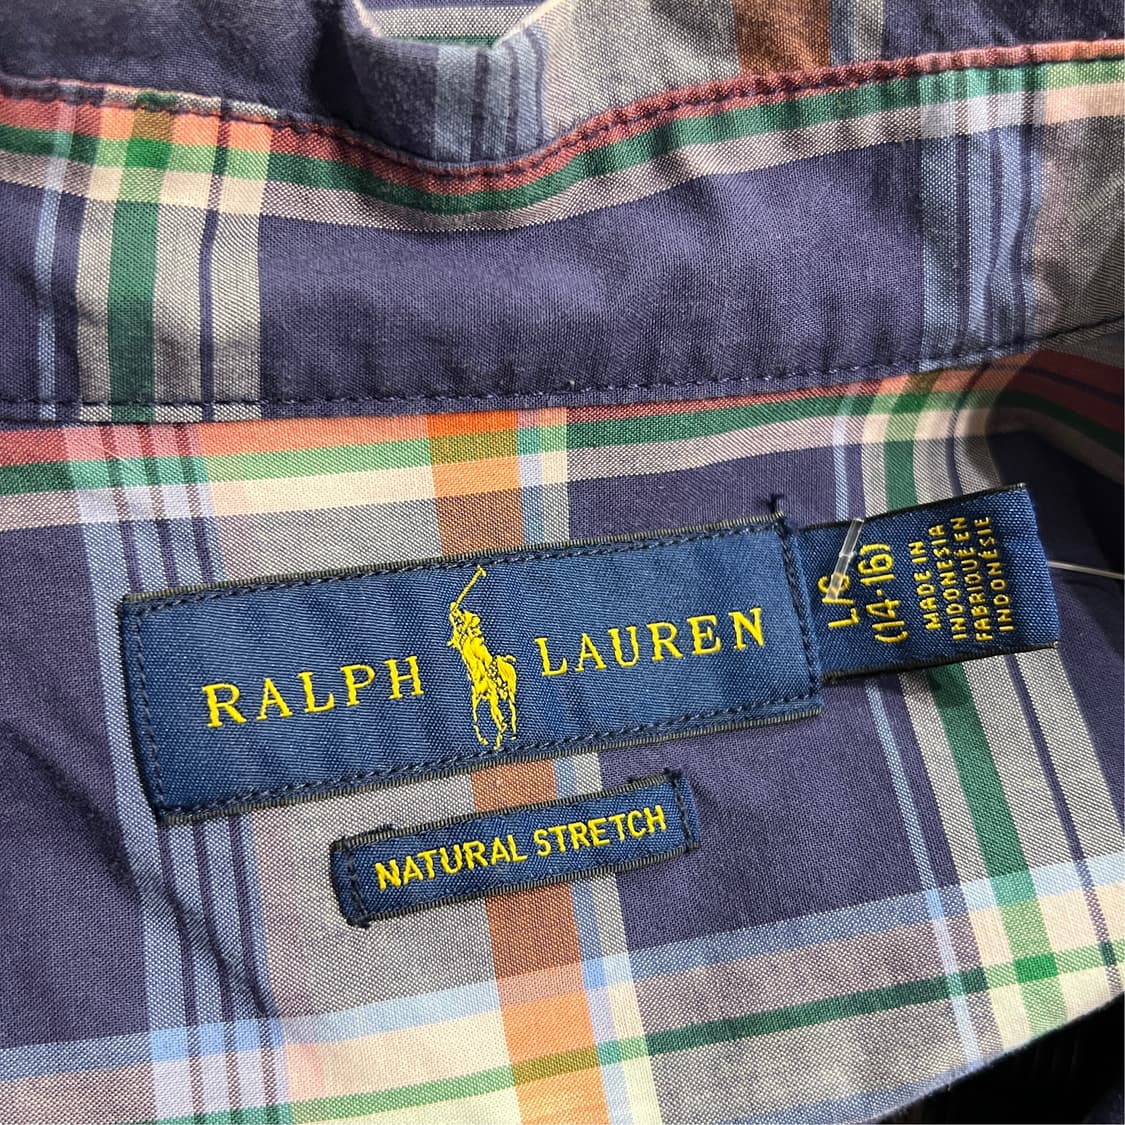 RALPH LAUREN
L/G
(14-16)
MADE IN
INDONESIA
FABRIQUÉ EN
INDONÉSIE
NATURAL STRETCH